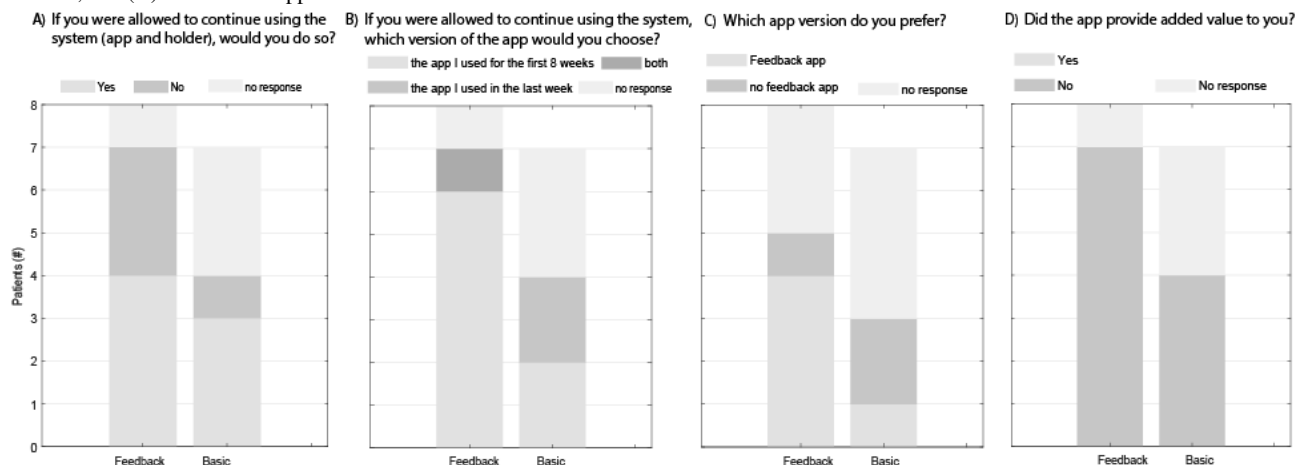 A) If you were allowed to continue using the
system (app and holder), would you do so?
Yes No no response
B) If you were allowed to continue using the system,
which version of the app would you choose?
the app I used for the first 8 weeks both
the app I used in the last week no response
C) Which app version do you prefer?
Feedback app
no feedback app no response
D) Did the app provide added value to you?
Yes
No No response
Patients (#)
8
7
6
5
4
3
2
1
0
Feedback Basic
Feedback Basic
Feedback Basic
Feedback Basic